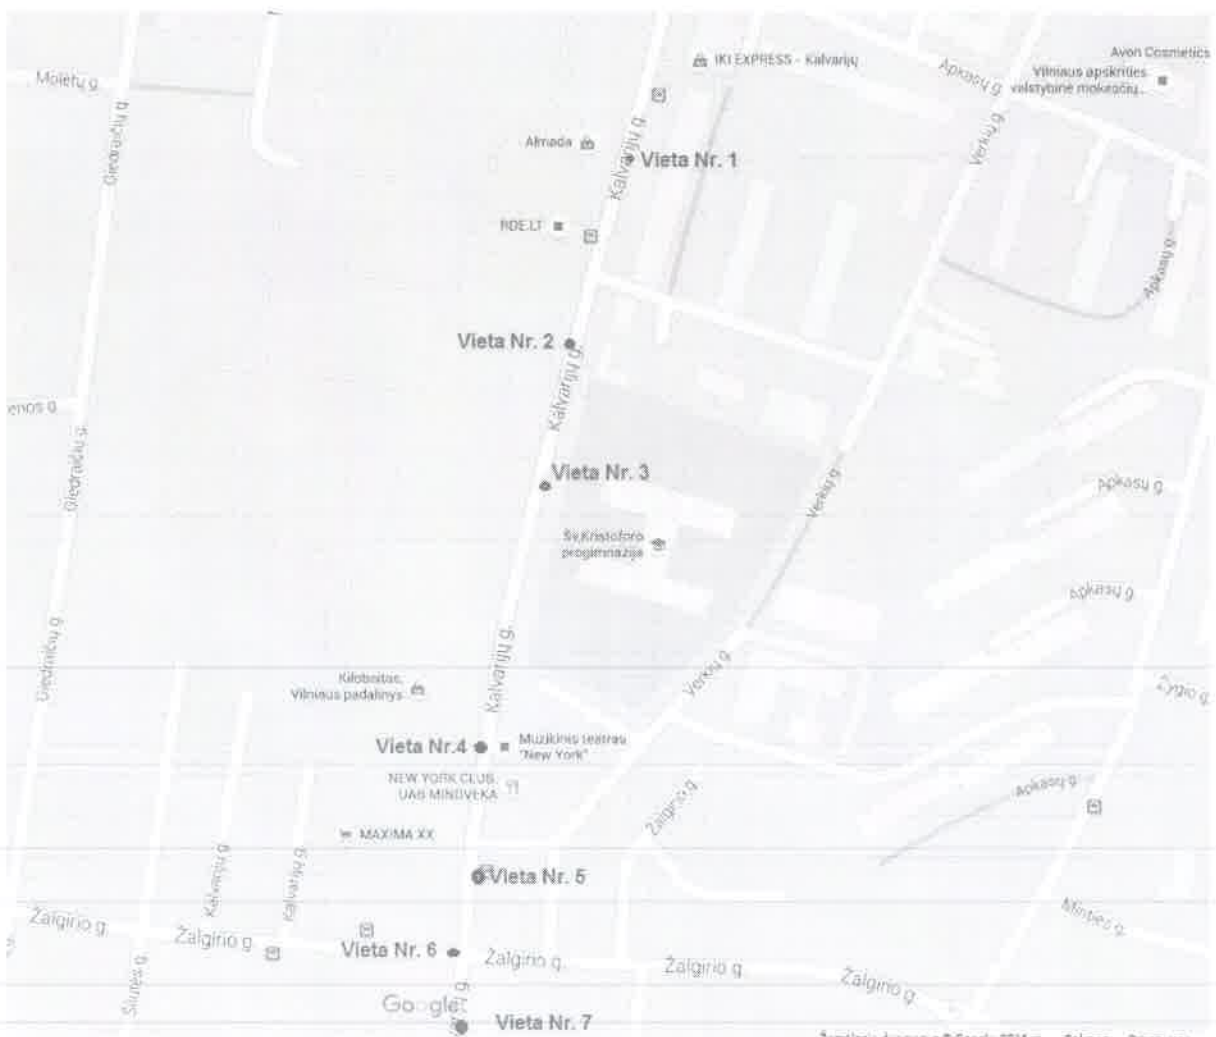 Avon Cosmetics
IKI EXPRESS - Kalvarijų
Apkasų g.
Vilniaus apskrities
valstybinė mokesčių...
Molėtų g.
Giedraičių g.
Kalvarijų g.
Verkių g.
Almada
Vieta Nr. 1
RDE.LT
Apkasų g.
Vieta Nr. 2
Kalvarijų g.
enos g.
Giedraičių g.
Vieta Nr. 3
Verkių g.
Apkasų g.
Šv.Kristoforo
progimnazija
Apkasų g.
Giedraičių g.
Kalvarijų g.
Verkių g.
Kilobaitas,
Vilniaus padalinys
Žygio g.
Vieta Nr.4
Muzikinis teatras
"New York"
NEW YORK CLUB,
UAB MINDVEKA
Apkasų g.
Žalgirio g.
MAXIMA XX
Kalvarijų g.
Kalvarijų g.
Vieta Nr. 5
Minties g.
Žalgirio g.
Žalgirio g.
Vieta Nr. 6
Žalgirio g.
Žalgirio g.
Žalgirio g.
Šilutės g.
Google
Vieta Nr. 7